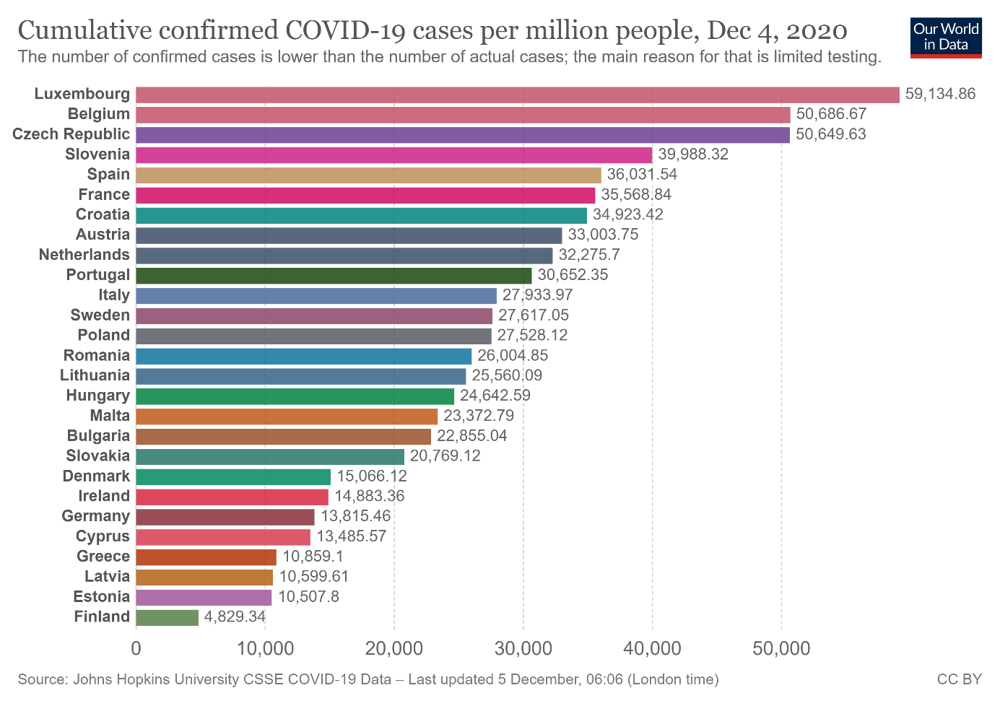 Cumulative confirmed COVID-19 cases per million people, Dec 4, 2020
Our World
in Data
The number of confirmed cases is lower than the number of actual cases; the main reason for that is limited testing.
Luxembourg 59,134.86
Belgium 50,686.67
Czech Republic 50,649.63
Slovenia 39,988.32
Spain 36,031.54
France 35,568.84
Croatia 34,923.42
Austria 33,003.75
Netherlands 32,275.7
Portugal 30,652.35
Italy 27,933.97
Sweden 27,617.05
Poland 27,528.12
Romania 26,004.85
Lithuania 25,560.09
Hungary 24,642.59
Malta 23,372.79
Bulgaria 22,855.04
Slovakia 20,769.12
Denmark 15,066.12
Ireland 14,883.36
Germany 13,815.46
Cyprus 13,485.57
Greece 10,859.1
Latvia 10,599.61
Estonia 10,507.8
Finland 4,829.34
0 10,000 20,000 30,000 40,000 50,000
Source: Johns Hopkins University CSSE COVID-19 Data – Last updated 5 December, 06:06 (London time) CC BY